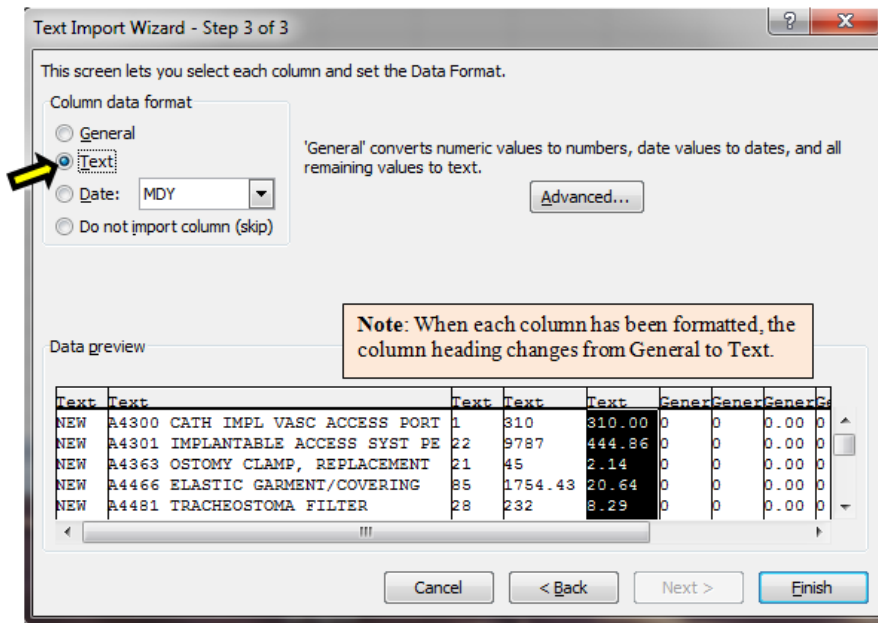 Text Import Wizard - Step 3 of 3
? X
This screen lets you select each column and set the Data Format.
Column data format
General
Text
Date: MDY
Do not import column (skip)
'General' converts numeric values to numbers, date values to dates, and all
remaining values to text.
Advanced...
Note: When each column has been formatted, the
column heading changes from General to Text.
Data preview
Text Text Text Text Text Gener Gener Gener Ge
NEW A4300 CATH IMPL VASC ACCESS PORT 1 310 310.00 0 0 0.00 0
NEW A4301 IMPLANTABLE ACCESS SYST PE 22 9787 444.86 0 0 0.00 0
NEW A4363 OSTOMY CLAMP, REPLACEMENT 21 45 2.14 0 0 0.00 0
NEW A4466 ELASTIC GARMENT/COVERING 85 1754.43 20.64 0 0 0.00 0
NEW A4481 TRACHEOSTOMA FILTER 28 232 8.29 0 0 0.00 0
Cancel < Back Next > Finish